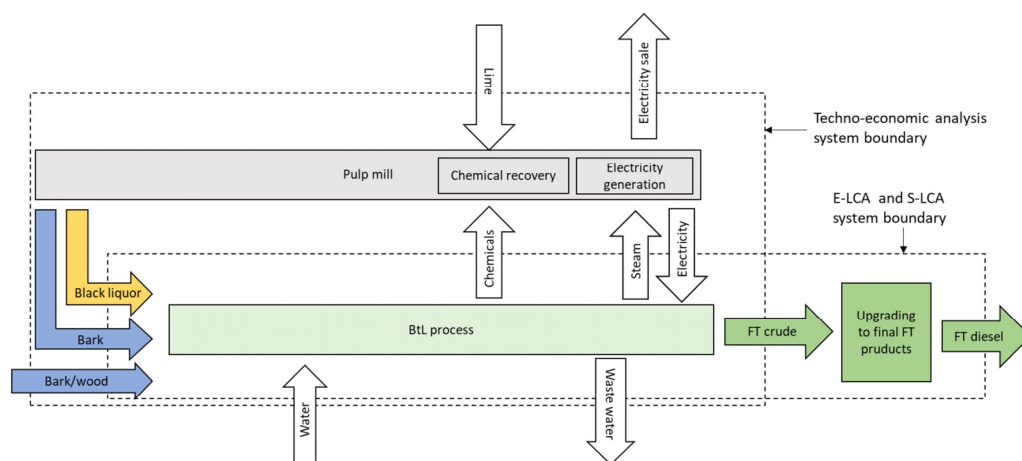 Lime
Electricity sale
Techno-economic analysis
system boundary
Pulp mill
Chemical recovery
Electricity
generation
E-LCA and S-LCA
system boundary
Chemicals
Steam
Electricity
Black liquor
Bark
Bark/wood
BtL process
FT crude
Upgrading
to final FT
pruducts
FT diesel
Water
Waste water